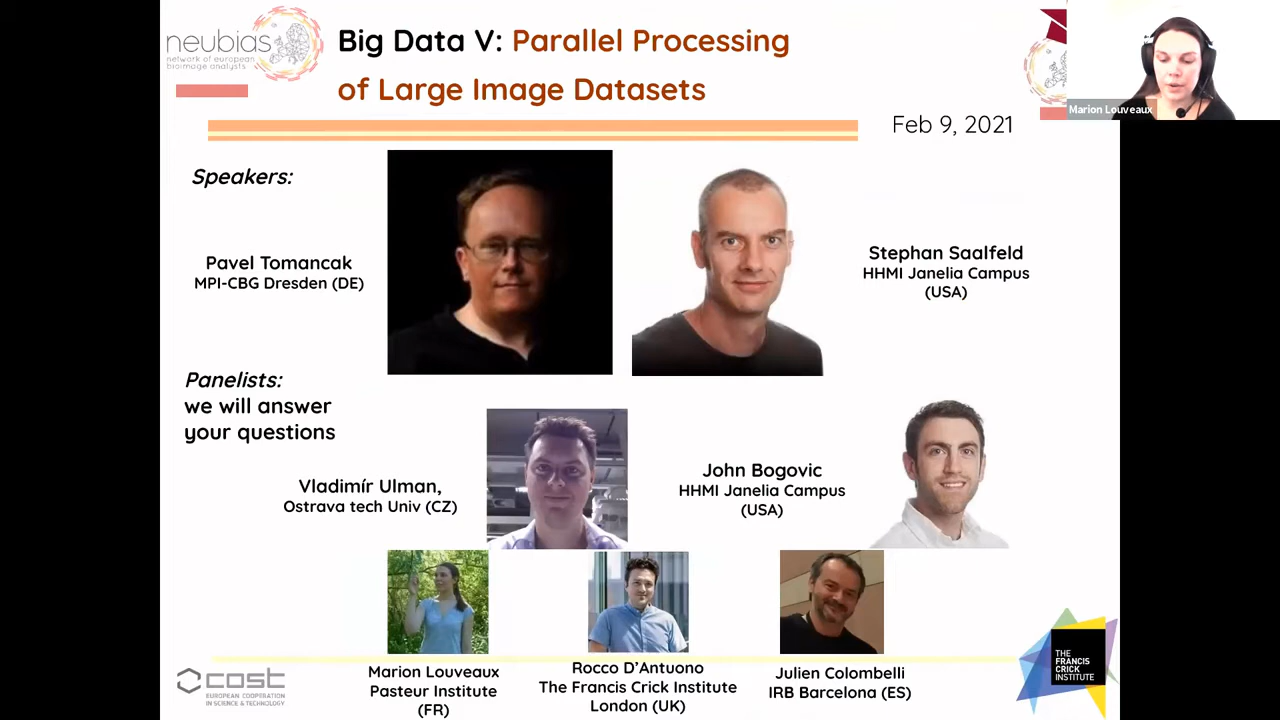 neubias
network of european
bioimage analysts
Big Data V: Parallel Processing
of Large Image Datasets
Marion Louveaux
Feb 9, 2021
Speakers:
Pavel Tomancak
MPI-CBG Dresden (DE)
Stephan Saalfeld
HHMI Janelia Campus
(USA)
Panelists:
we will answer
your questions
Vladimír Ulman,
Ostrava tech Univ (CZ)
John Bogovic
HHMI Janelia Campus
(USA)
Marion Louveaux
Pasteur Institute
(FR)
Rocco D'Antuono
The Francis Crick Institute
London (UK)
Julien Colombelli
IRB Barcelona (ES)
cost
EUROPEAN COOPERATION
IN SCIENCE & TECHNOLOGY
THE
FRANCIS
CRICK
INSTITUTE